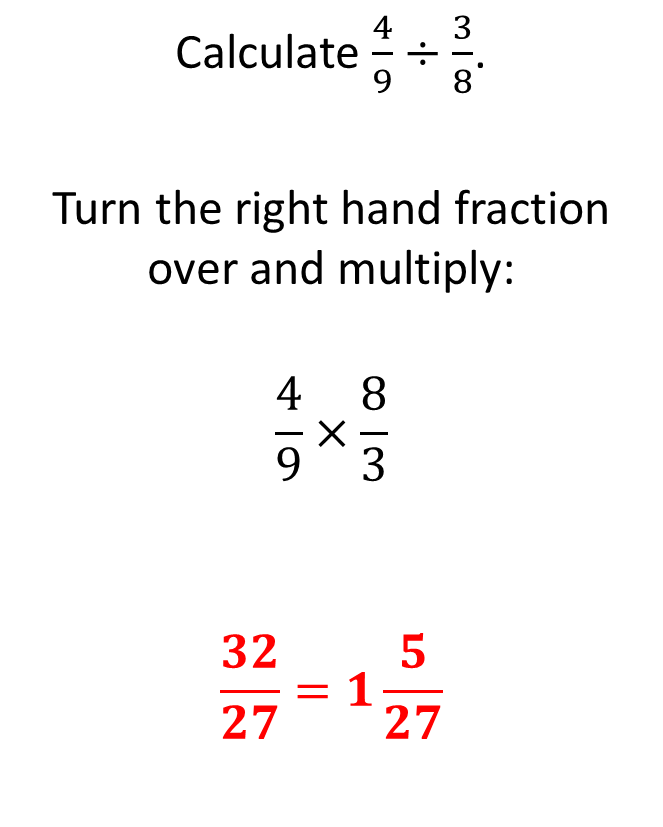 Calculate 4/9 ÷ 3/8.
Turn the right hand fraction
over and multiply:
4/9 × 8/3
32/27 = 1 5/27